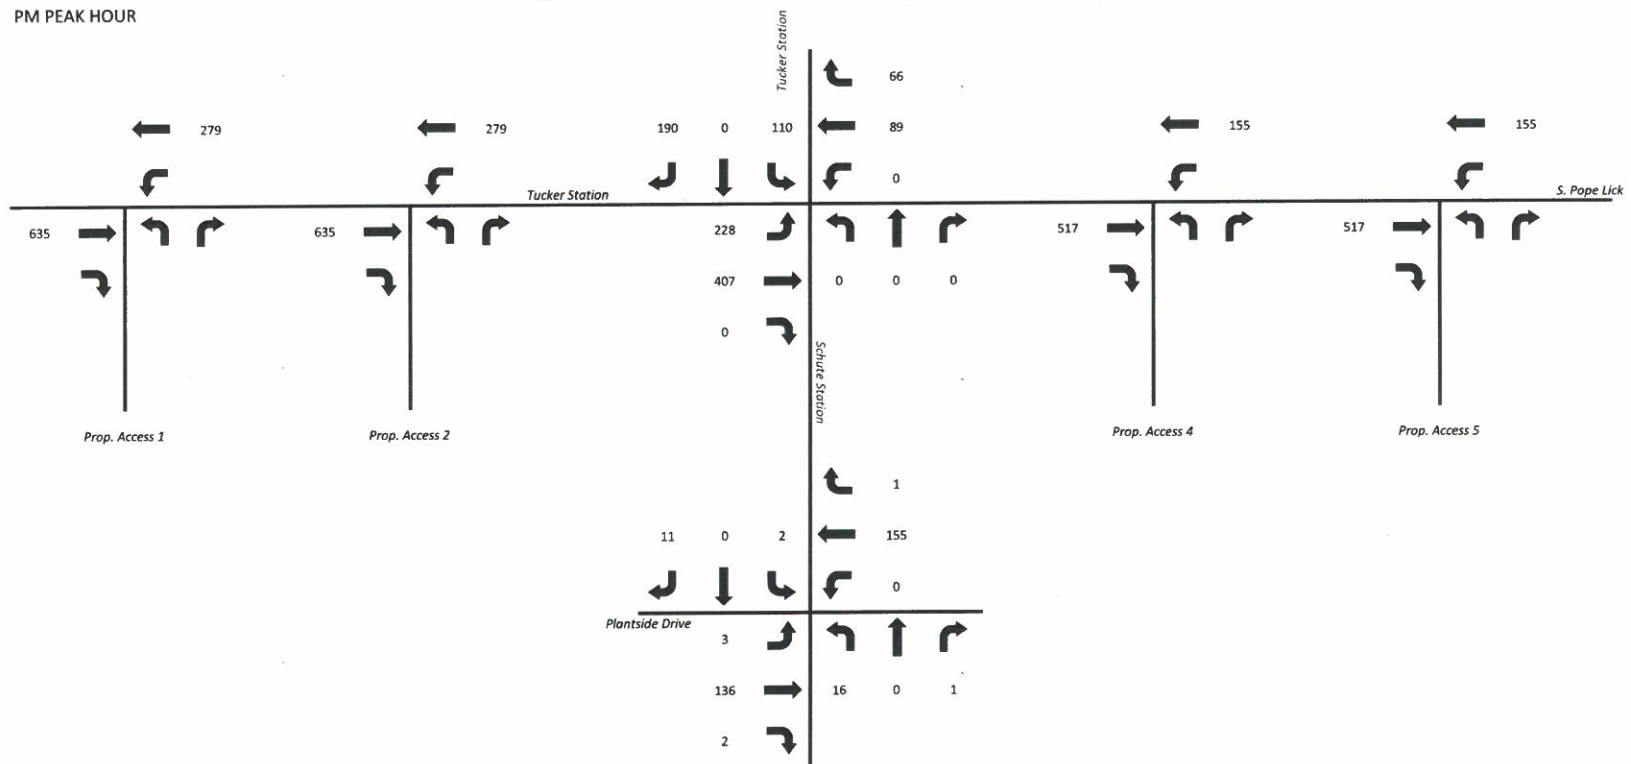 PM PEAK HOUR
Tucker Station
66
279
279
190 0 110
89
155
155
0
Tucker Station
S. Pope Lick
635
635
228
517
517
407
0 0 0
0
Schute Station
Prop. Access 1
Prop. Access 2
Prop. Access 4
Prop. Access 5
1
11 0 2
155
0
Plantside Drive
3
136
16 0 1
2